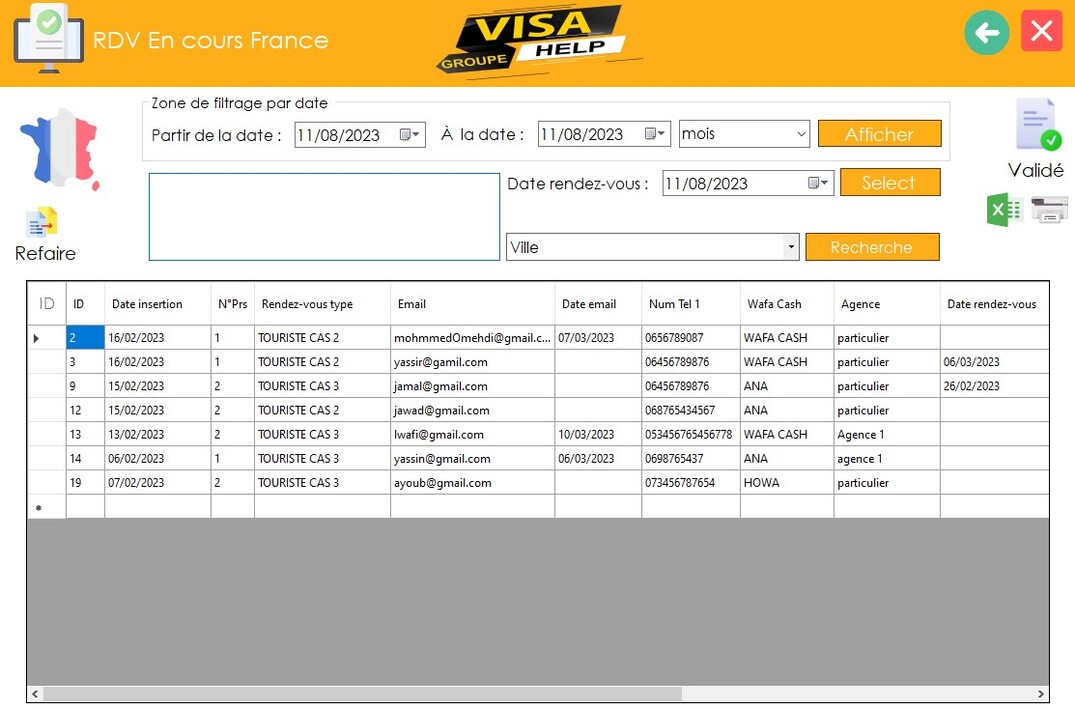 RDV En cours France
VISA
GROUPE HELP
Zone de filtrage par date
Partir de la date : 11/08/2023 À la date : 11/08/2023 mois Afficher
Validé
Date rendez-vous : 11/08/2023 Select
Refaire
Ville Recherche
ID ID Date insertion N°Prs Rendez-vous type Email Date email Num Tel 1 Wafa Cash Agence Date rendez-vous
2 16/02/2023 1 TOURISTE CAS 2 mohmmedOmehdi@gmail.c... 07/03/2023 0656789087 WAFA CASH particulier
3 16/02/2023 1 TOURISTE CAS 2 yassir@gamil.com 06456789876 WAFA CASH particulier 06/03/2023
9 15/02/2023 2 TOURISTE CAS 3 jamal@gmail.com 06456789876 ANA particulier 26/02/2023
12 15/02/2023 2 TOURISTE CAS 2 jawad@gmail.com 068765434567 ANA particulier
13 13/02/2023 2 TOURISTE CAS 3 lwafi@gmail.com 10/03/2023 053456765456778 WAFA CASH Agence 1
14 06/02/2023 1 TOURISTE CAS 3 yassin@gmail.com 06/03/2023 0698765437 ANA agence 1
19 07/02/2023 2 TOURISTE CAS 3 ayoub@gmail.com 073456787654 HOWA particulier